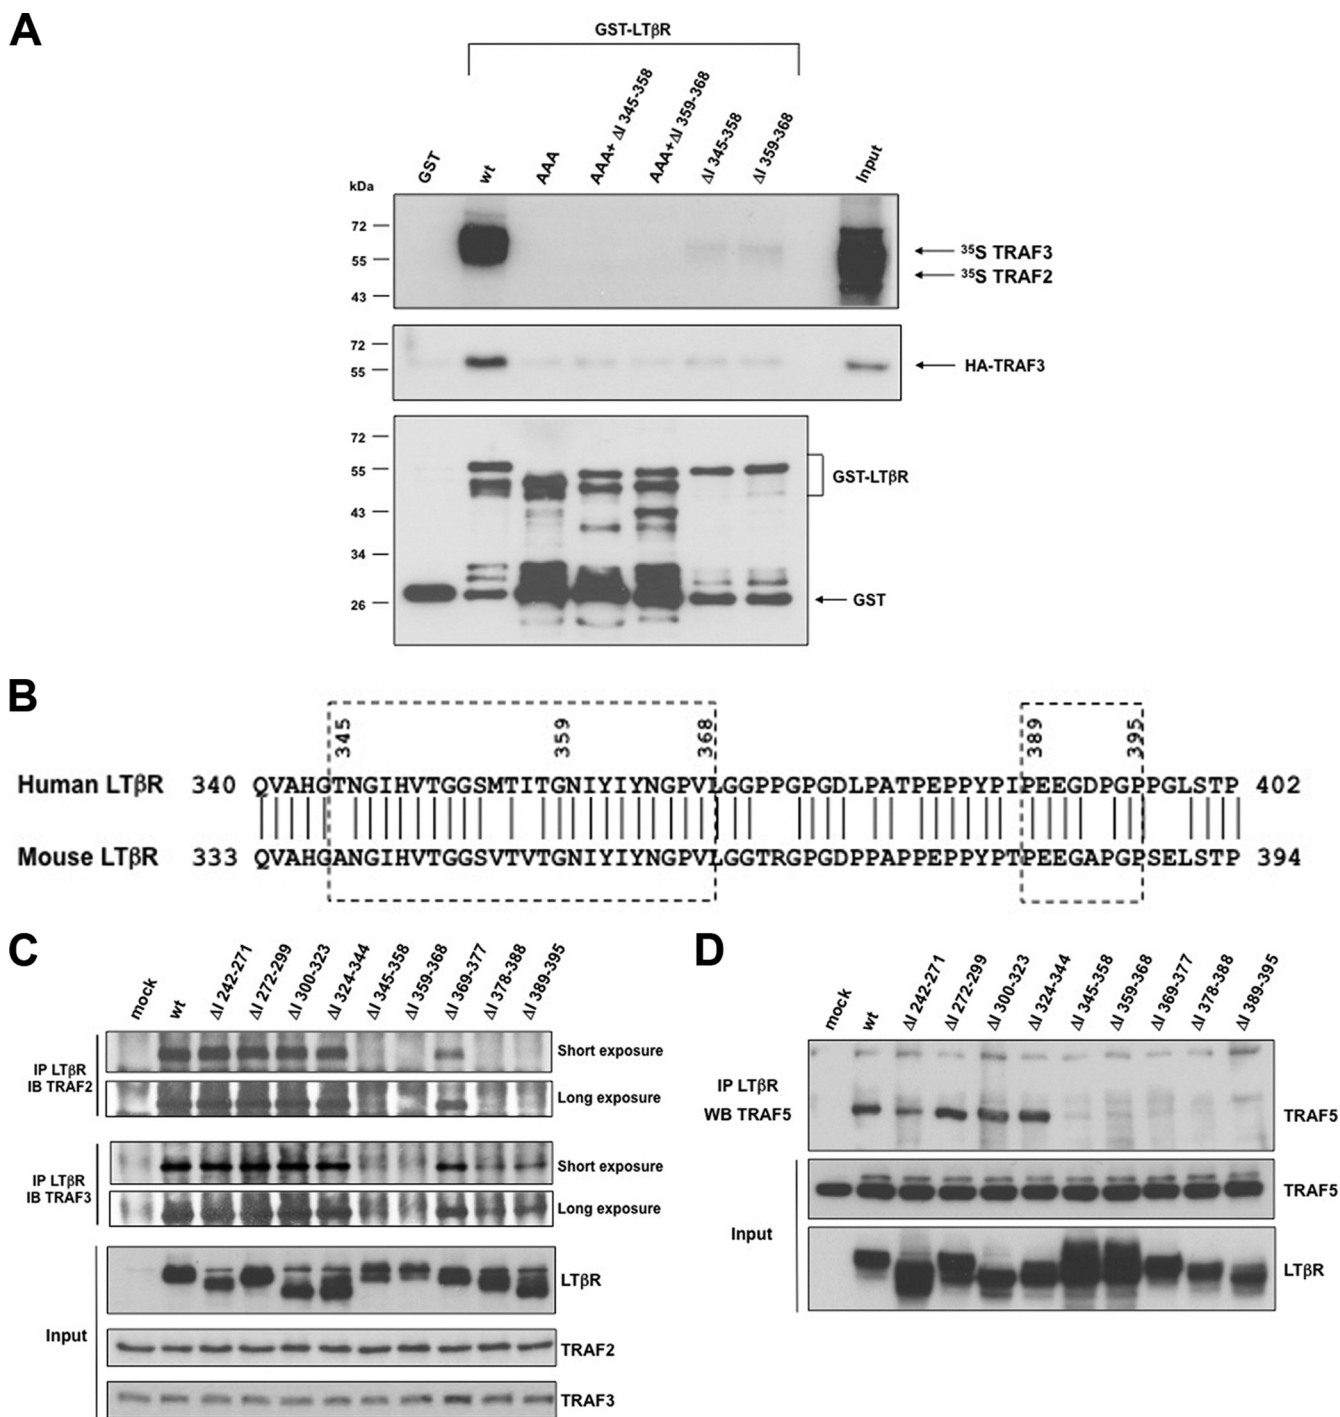 A
GST-LTβR
GST
wt
AAA
AAA+ ΔI 345-358
AAA+ΔI 359-368
ΔI 345-358
ΔI 359-368
Input
kDa
72
55
43
³⁵S TRAF3
³⁵S TRAF2
72
55
HA-TRAF3
72
55
43
34
26
GST-LTβR
GST
B
345
359
368
389
395
Human LTβR 340 QVAHGTNGIHVTGGSMTITGNIYIYNGPVLGGPPGPGDLPATPEPPYPIPEEGDPGPPGLSTP 402
Mouse LTβR 333 QVAHGANGIHVTGGSVTVTGNIYIYNGPVLGGTRGPGDPPAPPEPPYPTPEEGAPGPSELSTP 394
C
mock
wt
ΔI 242-271
ΔI 272-299
ΔI 300-323
ΔI 324-344
ΔI 345-358
ΔI 359-368
ΔI 369-377
ΔI 378-388
ΔI 389-395
IP LTβR
IB TRAF2
Short exposure
Long exposure
IP LTβR
IB TRAF3
Short exposure
Long exposure
Input
LTβR
TRAF2
TRAF3
D
mock
wt
ΔI 242-271
ΔI 272-299
ΔI 300-323
ΔI 324-344
ΔI 345-358
ΔI 359-368
ΔI 369-377
ΔI 378-388
ΔI 389-395
IP LTβR
WB TRAF5
TRAF5
Input
TRAF5
LTβR